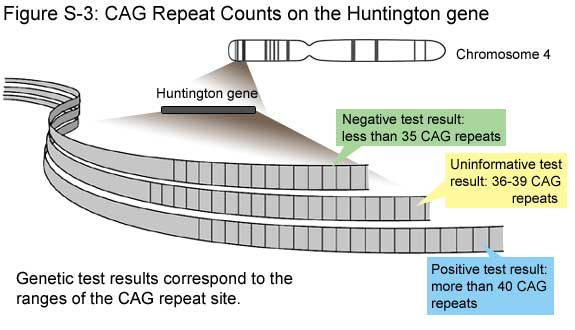 Figure S-3: CAG Repeat Counts on the Huntington gene
Chromosome 4
Huntington gene
Negative test result:
less than 35 CAG
repeats
Uninformative test
result: 36-39 CAG
repeats
Positive test result:
more than 40 CAG
repeats
Genetic test results correspond to the
ranges of the CAG repeat site.